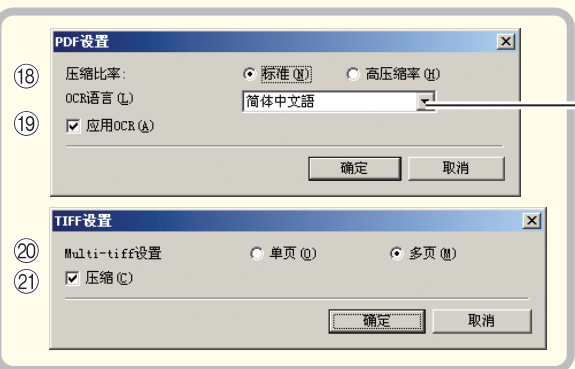 PDF设置
⑱ 压缩比率: 标准(N) 高压缩率(H)
OCR语言(L) 简体中文語
⑲ 应用OCR(A)
确定 取消
TIFF设置
⑳ Multi-tiff设置 单页(O) 多页(M)
㉑ 压缩(C)
确定 取消